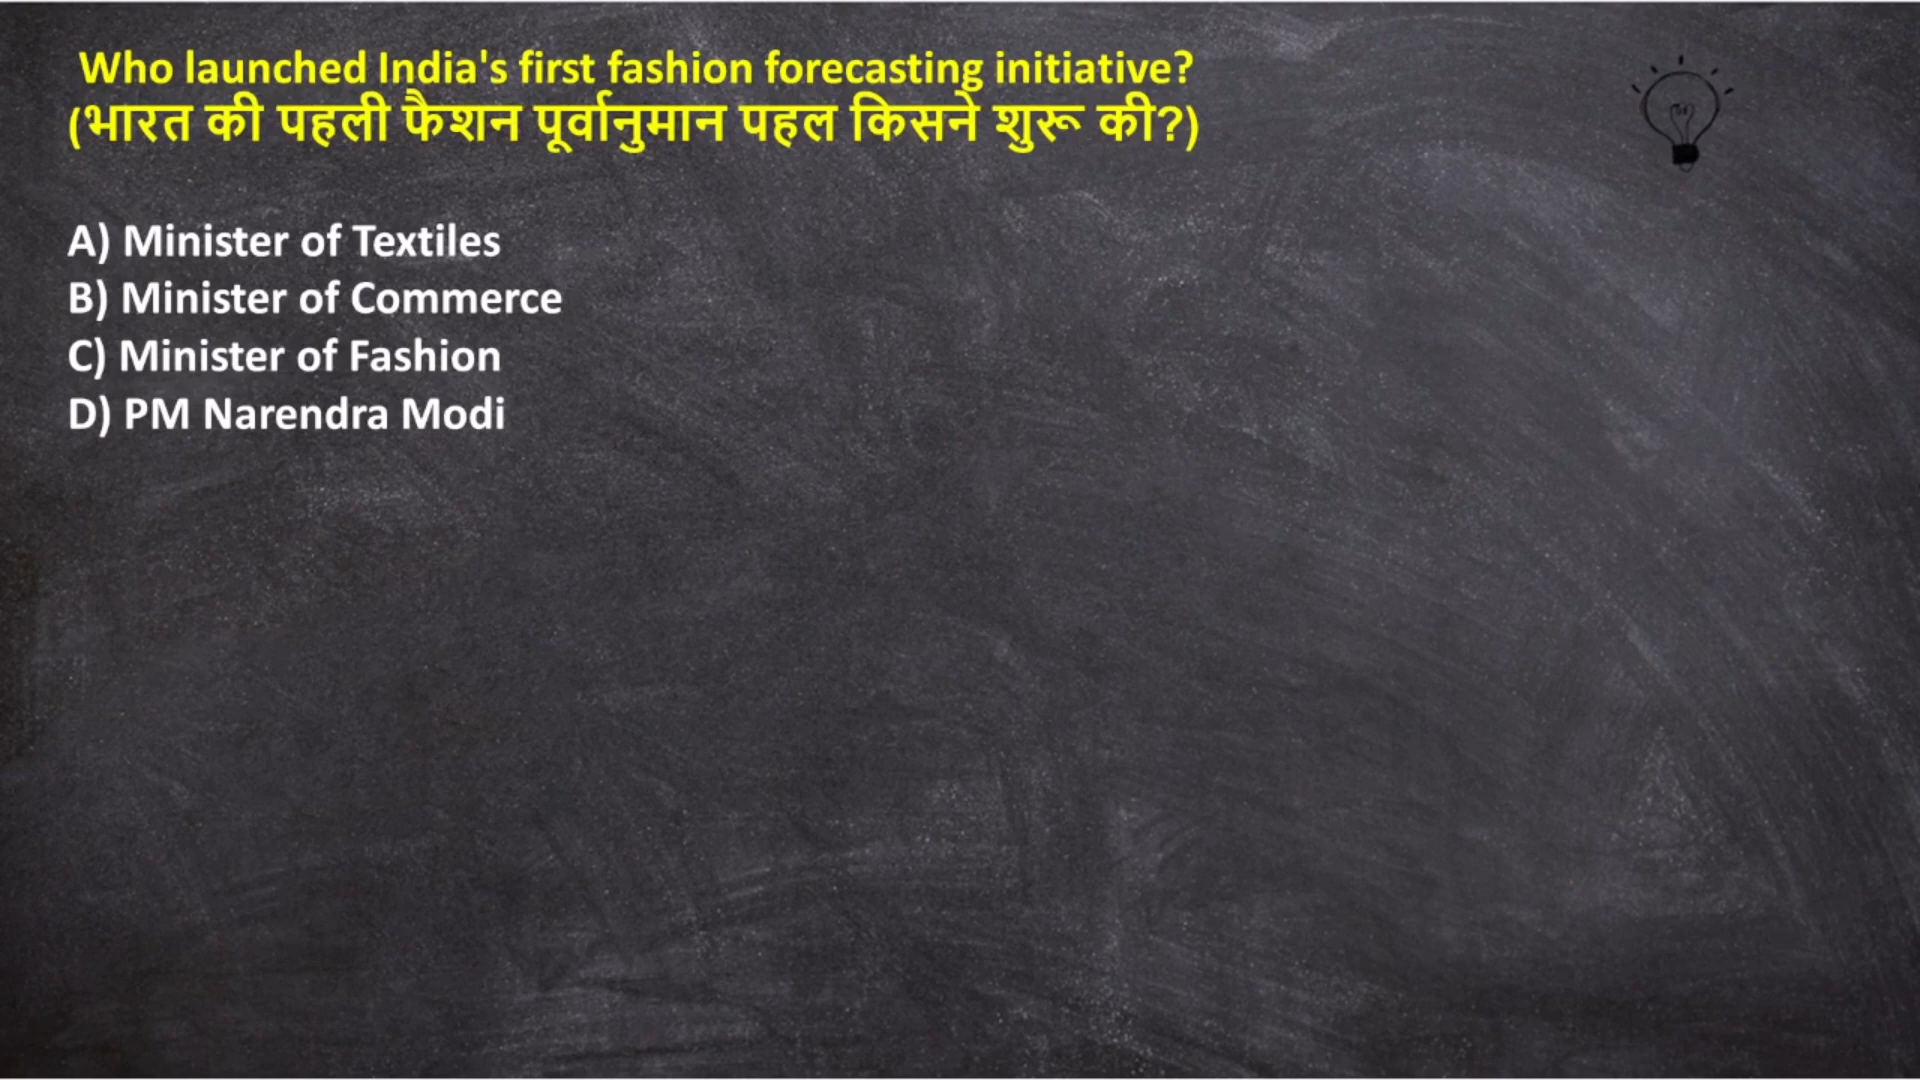 Who launched India's first fashion forecasting initiative?
(भारत की पहली फैशन पूर्वानुमान पहल किसने शुरू की?)
A) Minister of Textiles
B) Minister of Commerce
C) Minister of Fashion
D) PM Narendra Modi